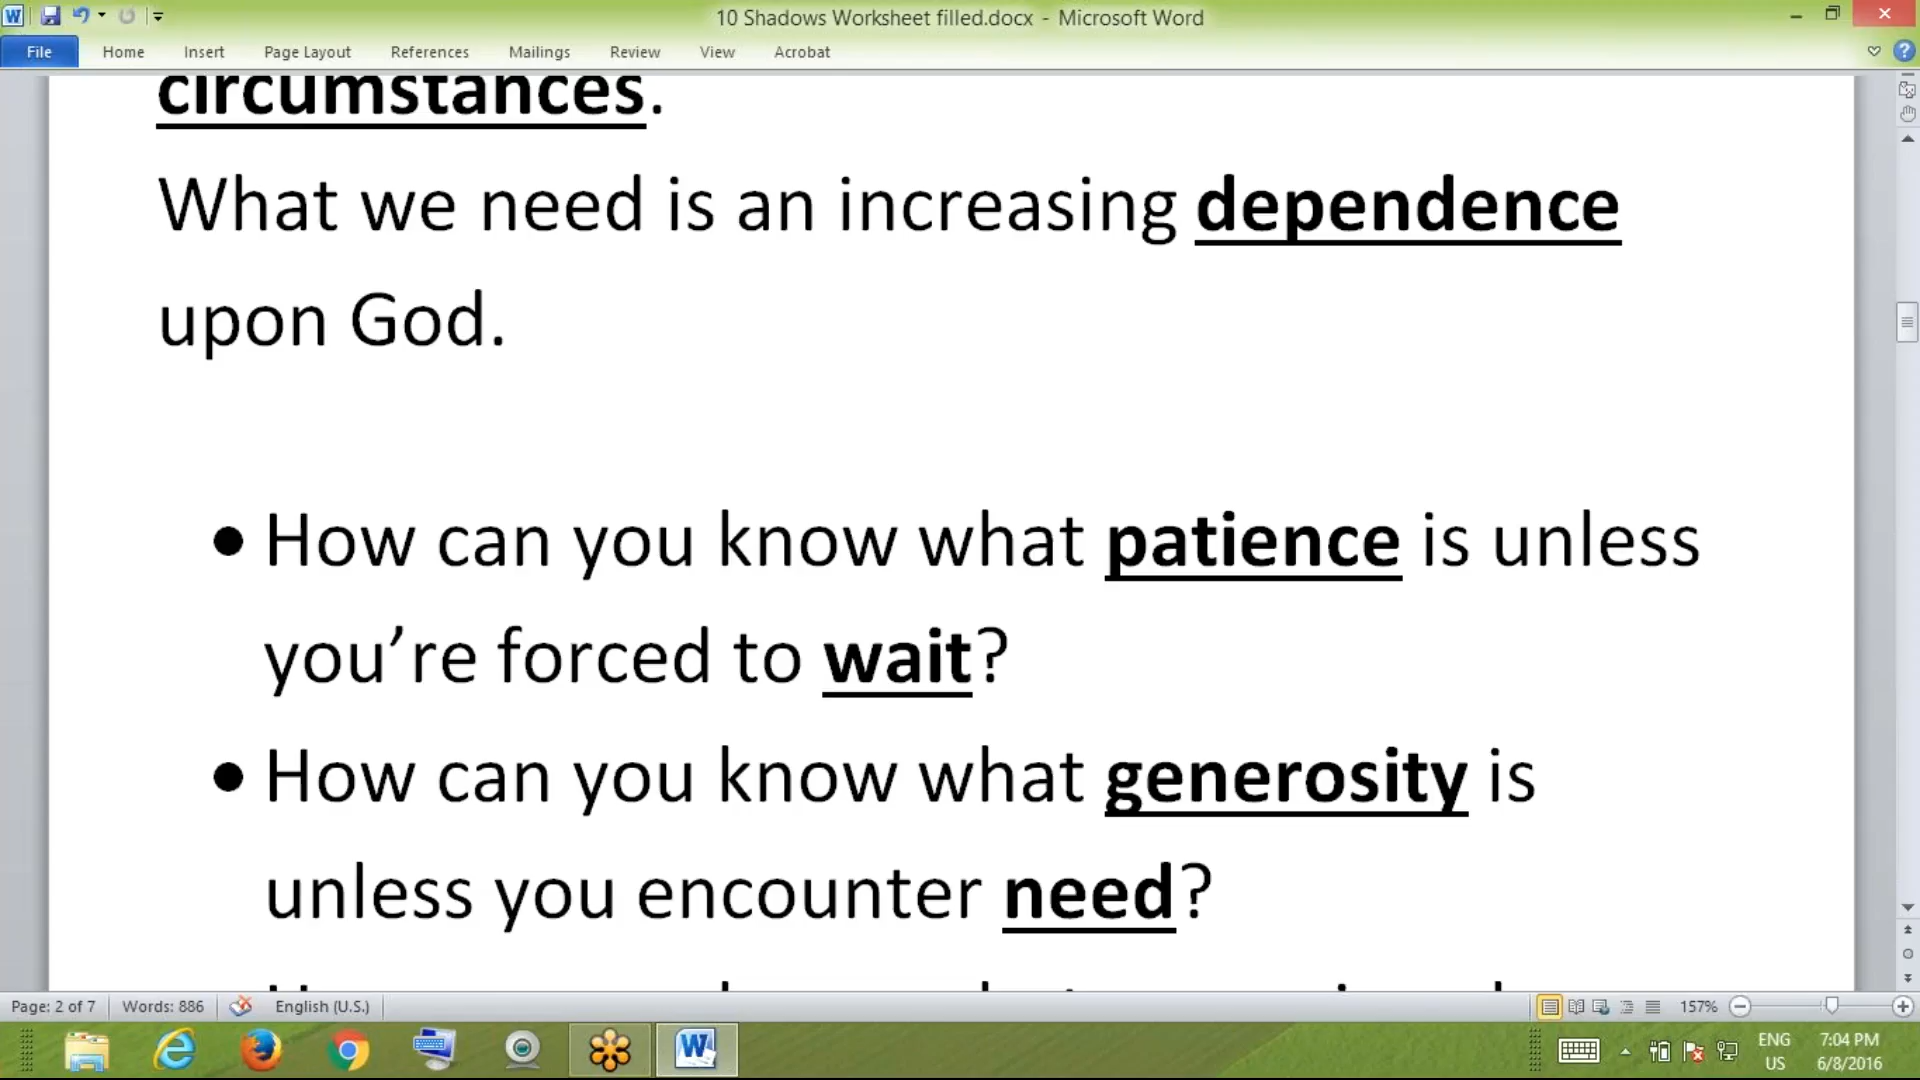 10 Shadows Worksheet filled.docx - Microsoft Word
File Home Insert Page Layout References Mailings Review View Acrobat
circumstances.
What we need is an increasing dependence
upon God.
• How can you know what patience is unless
you’re forced to wait?
• How can you know what generosity is
unless you encounter need?
Page: 2 of 7 Words: 886 English (U.S.) 157%
ENG 7:04 PM
US 6/8/2016